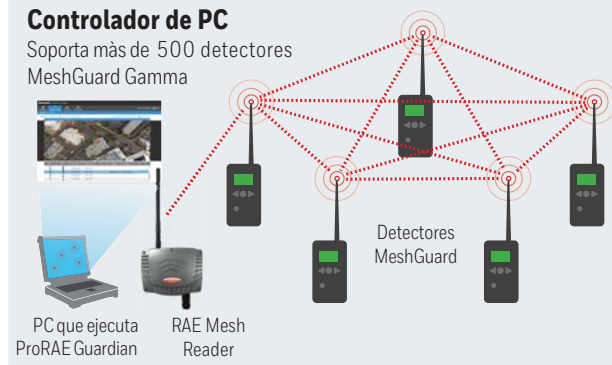 Controlador de PC
Soporta màs de 500 detectores
MeshGuard Gamma
Detectores
MeshGuard
PC que ejecuta
ProRAE Guardian
RAE Mesh
Reader